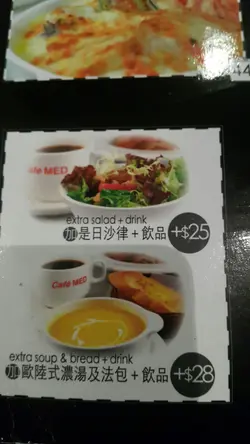 Café MED
extra salad + drink
加是日沙律 + 飲品 +$25
Café MED
extra soup & bread + drink
加歐陸式濃湯及法包 + 飲品 +$28